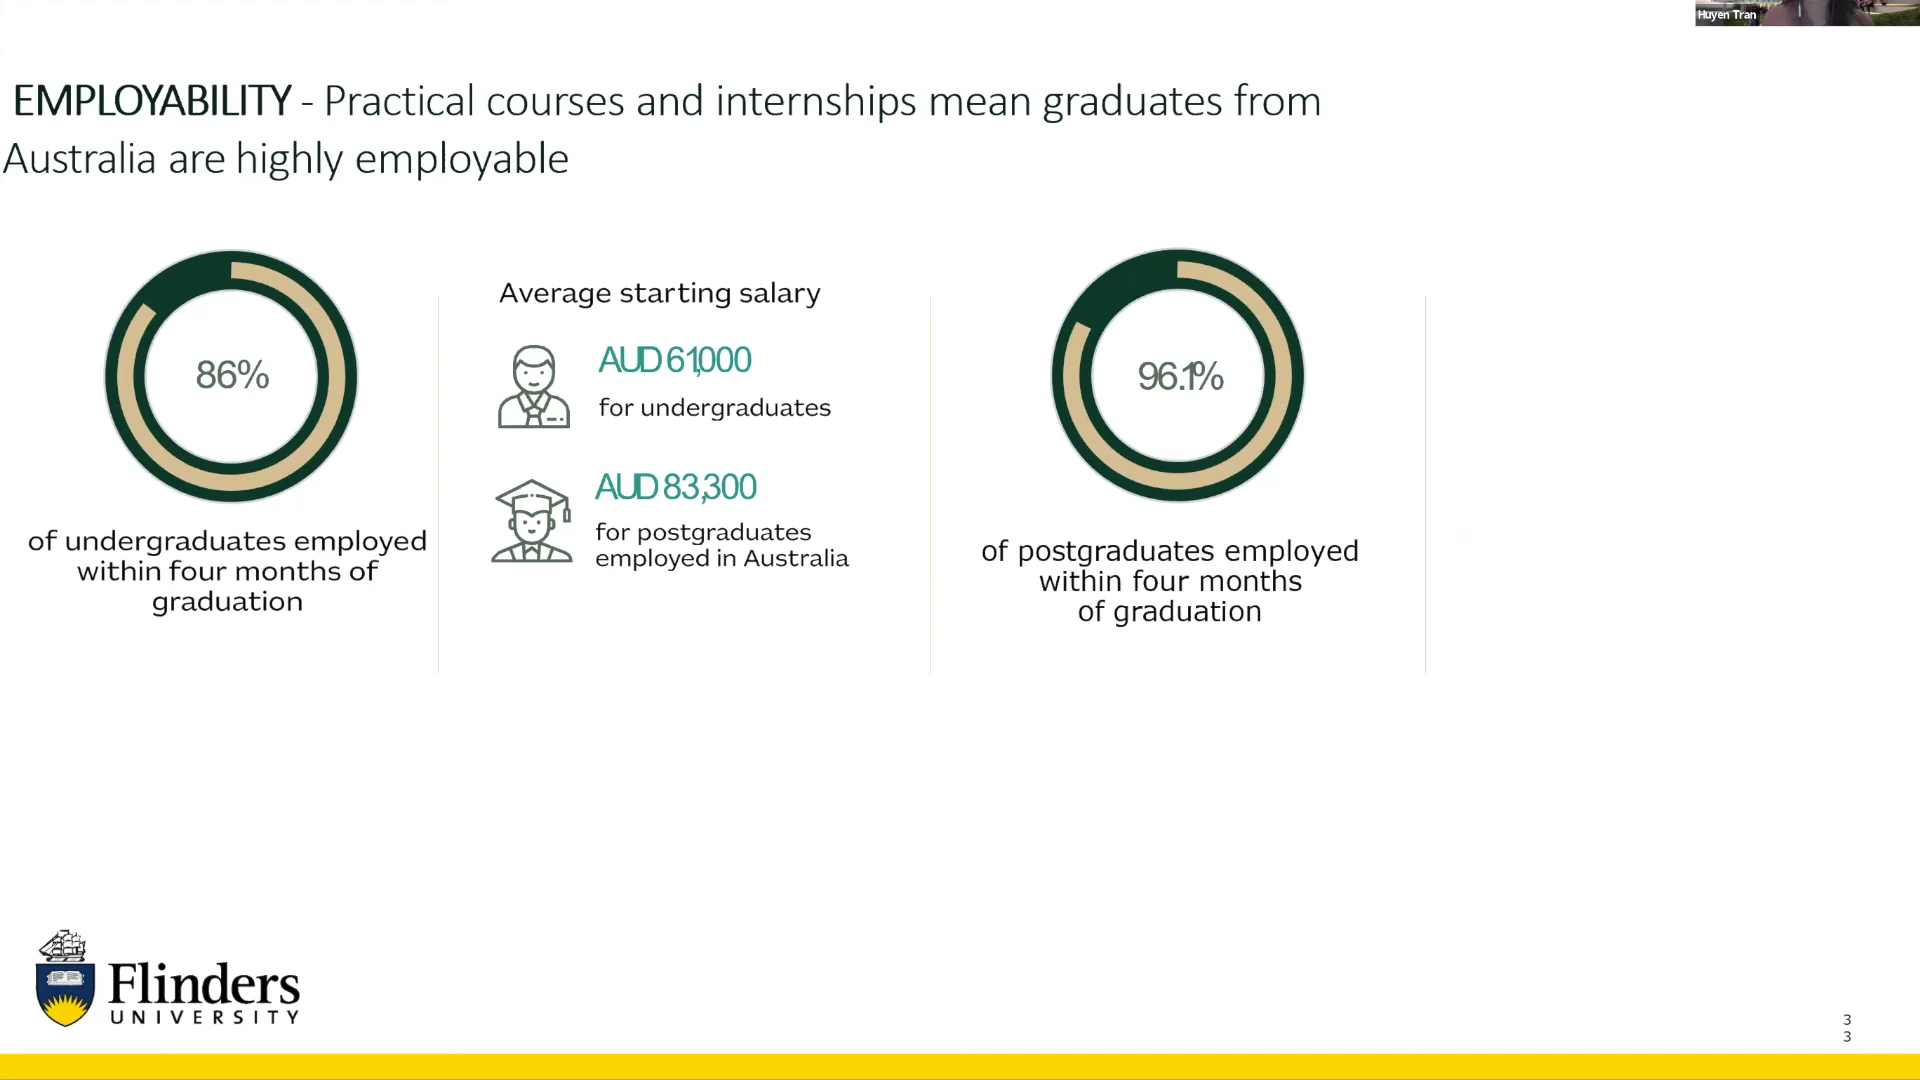 Huyen Tran
EMPLOYABILITY - Practical courses and internships mean graduates from
Australia are highly employable
86%
of undergraduates employed
within four months of
graduation
Average starting salary
AUD 61,000
for undergraduates
AUD 83,300
for postgraduates
employed in Australia
96.1%
of postgraduates employed
within four months
of graduation
Flinders
UNIVERSITY
3
3